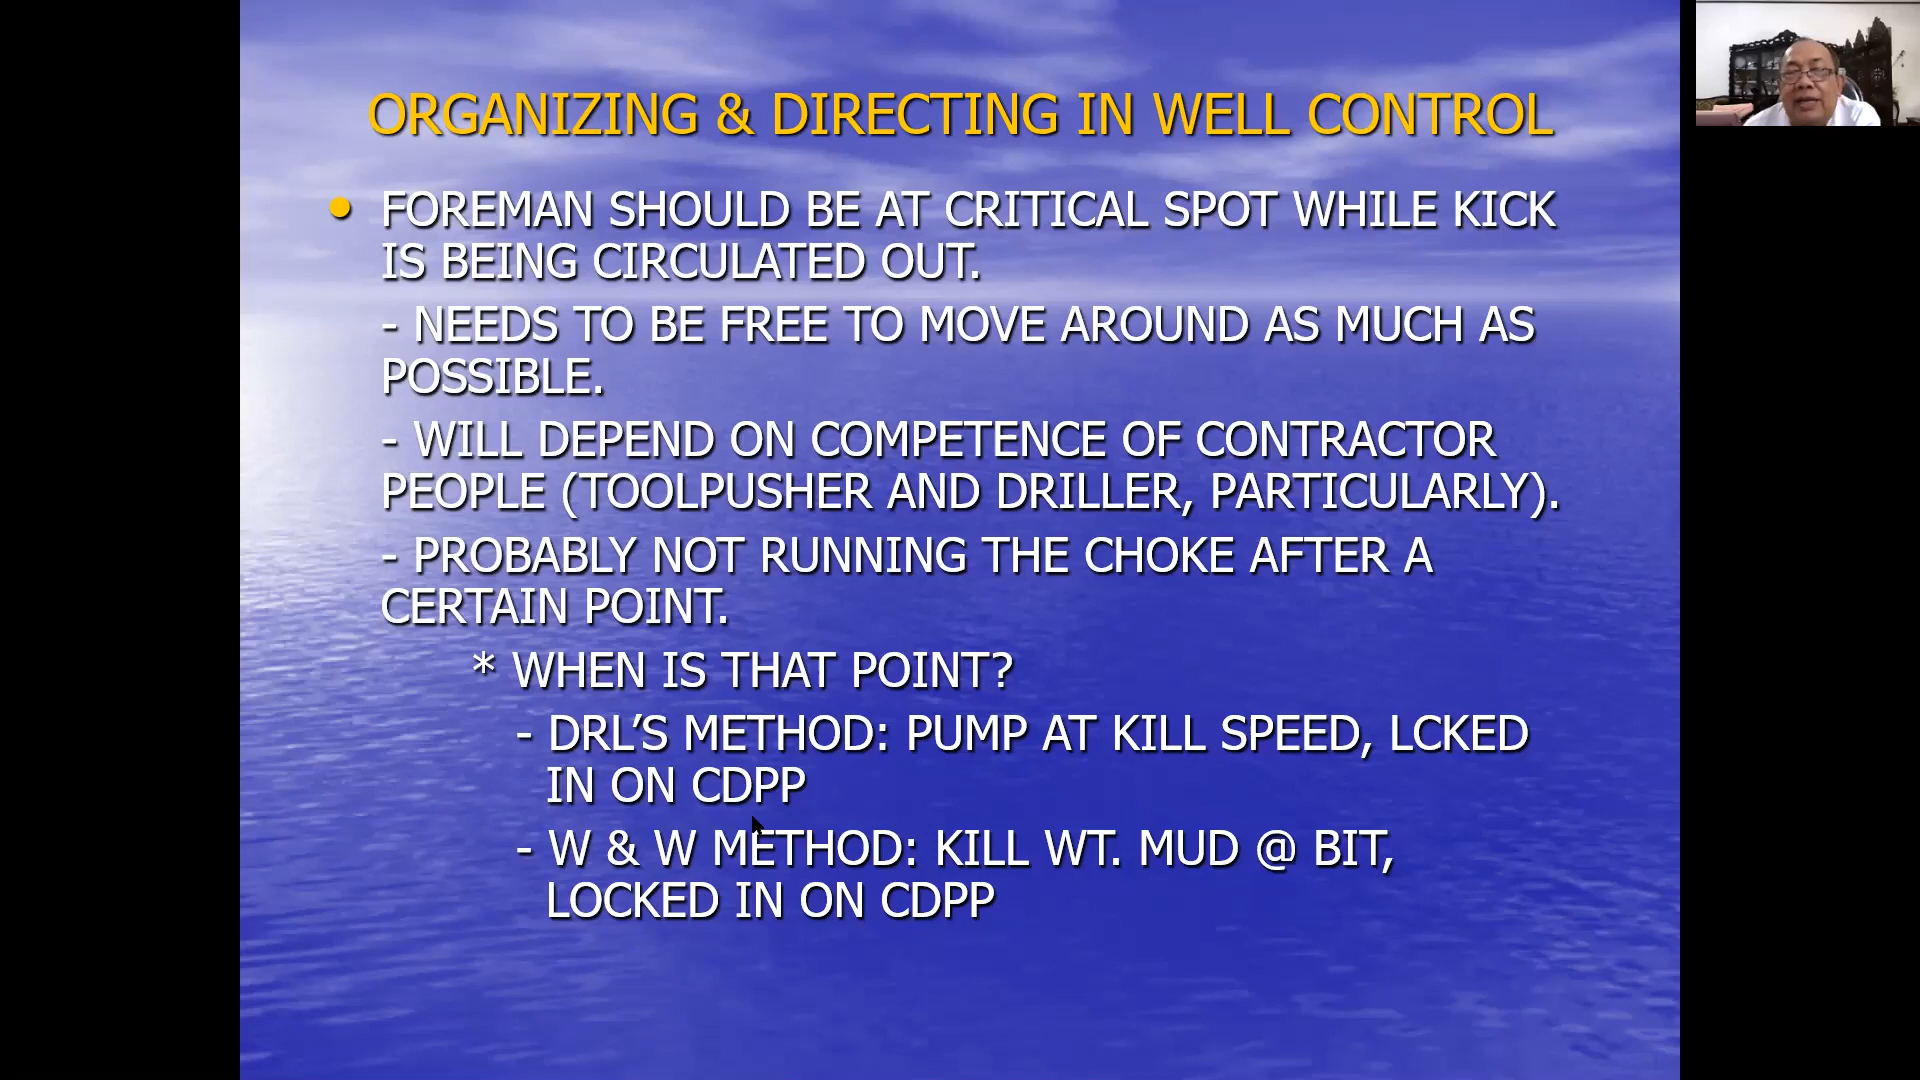 ORGANIZING & DIRECTING IN WELL CONTROL
• FOREMAN SHOULD BE AT CRITICAL SPOT WHILE KICK
IS BEING CIRCULATED OUT.
- NEEDS TO BE FREE TO MOVE AROUND AS MUCH AS
POSSIBLE.
- WILL DEPEND ON COMPETENCE OF CONTRACTOR
PEOPLE (TOOLPUSHER AND DRILLER, PARTICULARLY).
- PROBABLY NOT RUNNING THE CHOKE AFTER A
CERTAIN POINT.
* WHEN IS THAT POINT?
- DRL’S METHOD: PUMP AT KILL SPEED, LCKED
IN ON CDPP
- W & W METHOD: KILL WT. MUD @ BIT,
LOCKED IN ON CDPP